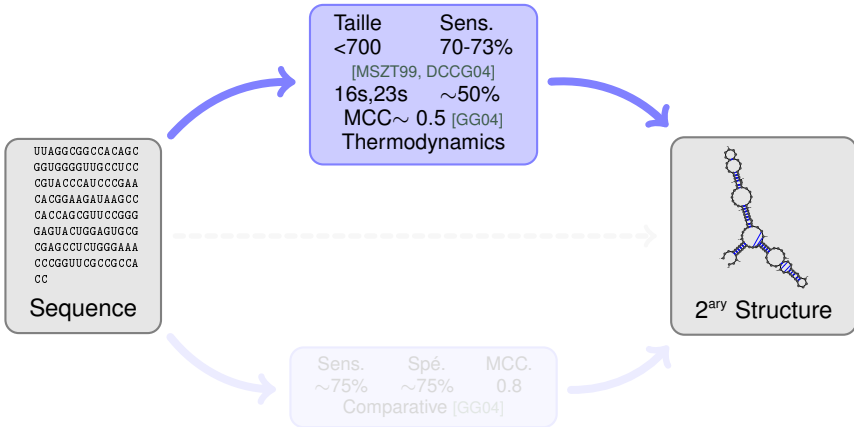 Taille Sens.
<700 70-73%
[MSZT99, DCCG04]
16s,23s ∼50%
MCC∼ 0.5 [GG04]
Thermodynamics
UUAGGCGGCCACAGC
GGUGGGGUUGCCUCC
CGUACCCAUCCCGAA
CACGGAAGAUAAGCC
CACCAGCGUUCCGGG
GAGUACUGGAGUGCG
CGAGCCUCUGGGAAA
CCCGGUUCGCCGCCA
CC
Sequence
2ary Structure
Sens. Spé. MCC.
∼75% ∼75% 0.8
Comparative [GG04]